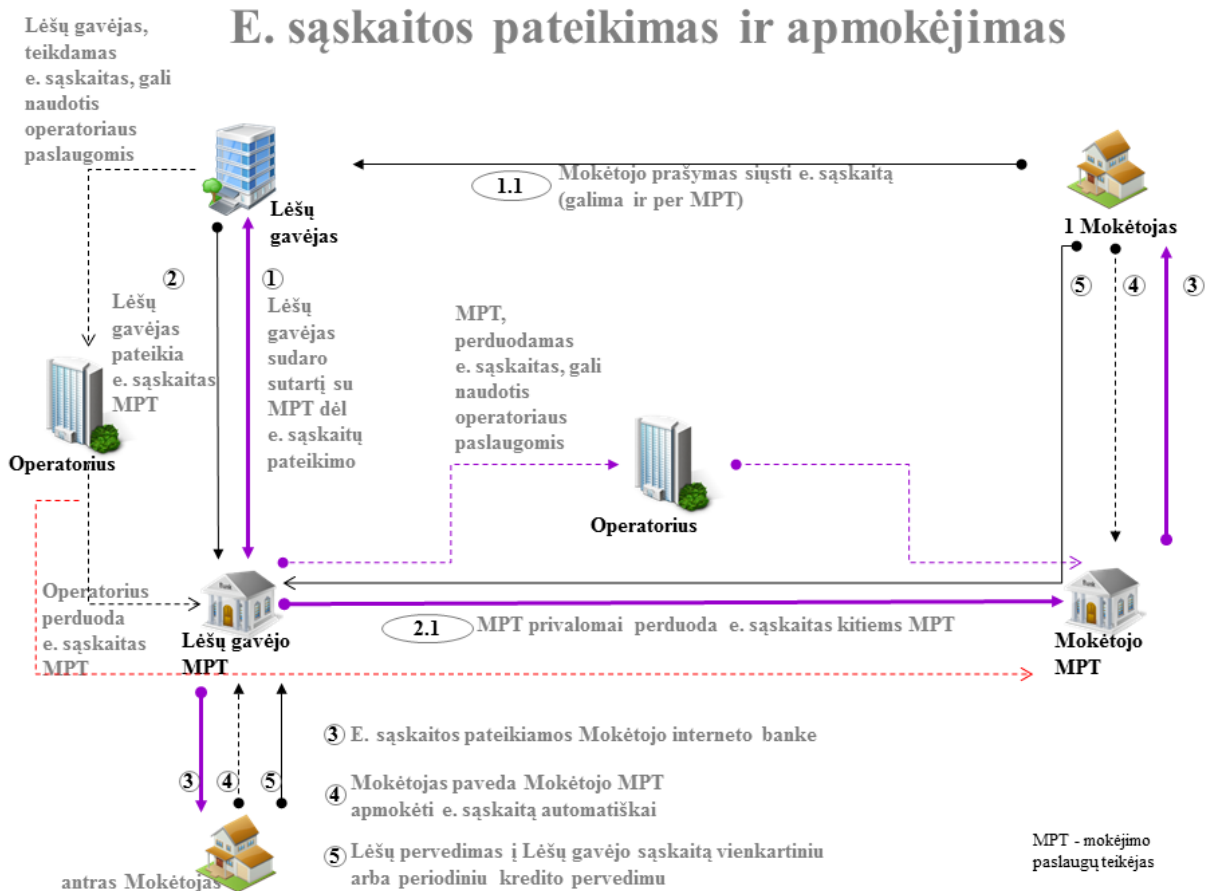 E. sąskaitos pateikimas ir apmokėjimas
Lėšų gavėjas,
teikdamas
e. sąskaitas, gali
naudotis
operatoriaus
paslaugomis
1.1
Mokėtojo prašymas siųsti e. sąskaitą
(galima ir per MPT)
Lėšų
gavėjas
1 Mokėtojas
2
1
5
4
3
Lėšų
gavėjas
pateikia
e. sąskaitas
MPT
Lėšų
gavėjas
sudaro
sutartį su
MPT dėl
e. sąskaitų
pateikimo
MPT,
perduodamas
e. sąskaitas, gali
naudotis
operatoriaus
paslaugomis
Operatorius
Operatorius
Operatorius
perduoda
e. sąskaitas
MPT
Lėšų gavėjo
MPT
2.1
MPT privalomai perduoda e. sąskaitas kitiems MPT
Mokėtojo
MPT
3
4
5
3 E. sąskaitos pateikiamos Mokėtojo interneto banke
4 Mokėtojas paveda Mokėtojo MPT
apmokėti e. sąskaitą automatiškai
5 Lėšų pervedimas į Lėšų gavėjo sąskaitą vienkartiniu
arba periodiniu kredito pervedimu
antras Mokėtojas
MPT - mokėjimo
paslaugų teikėjas